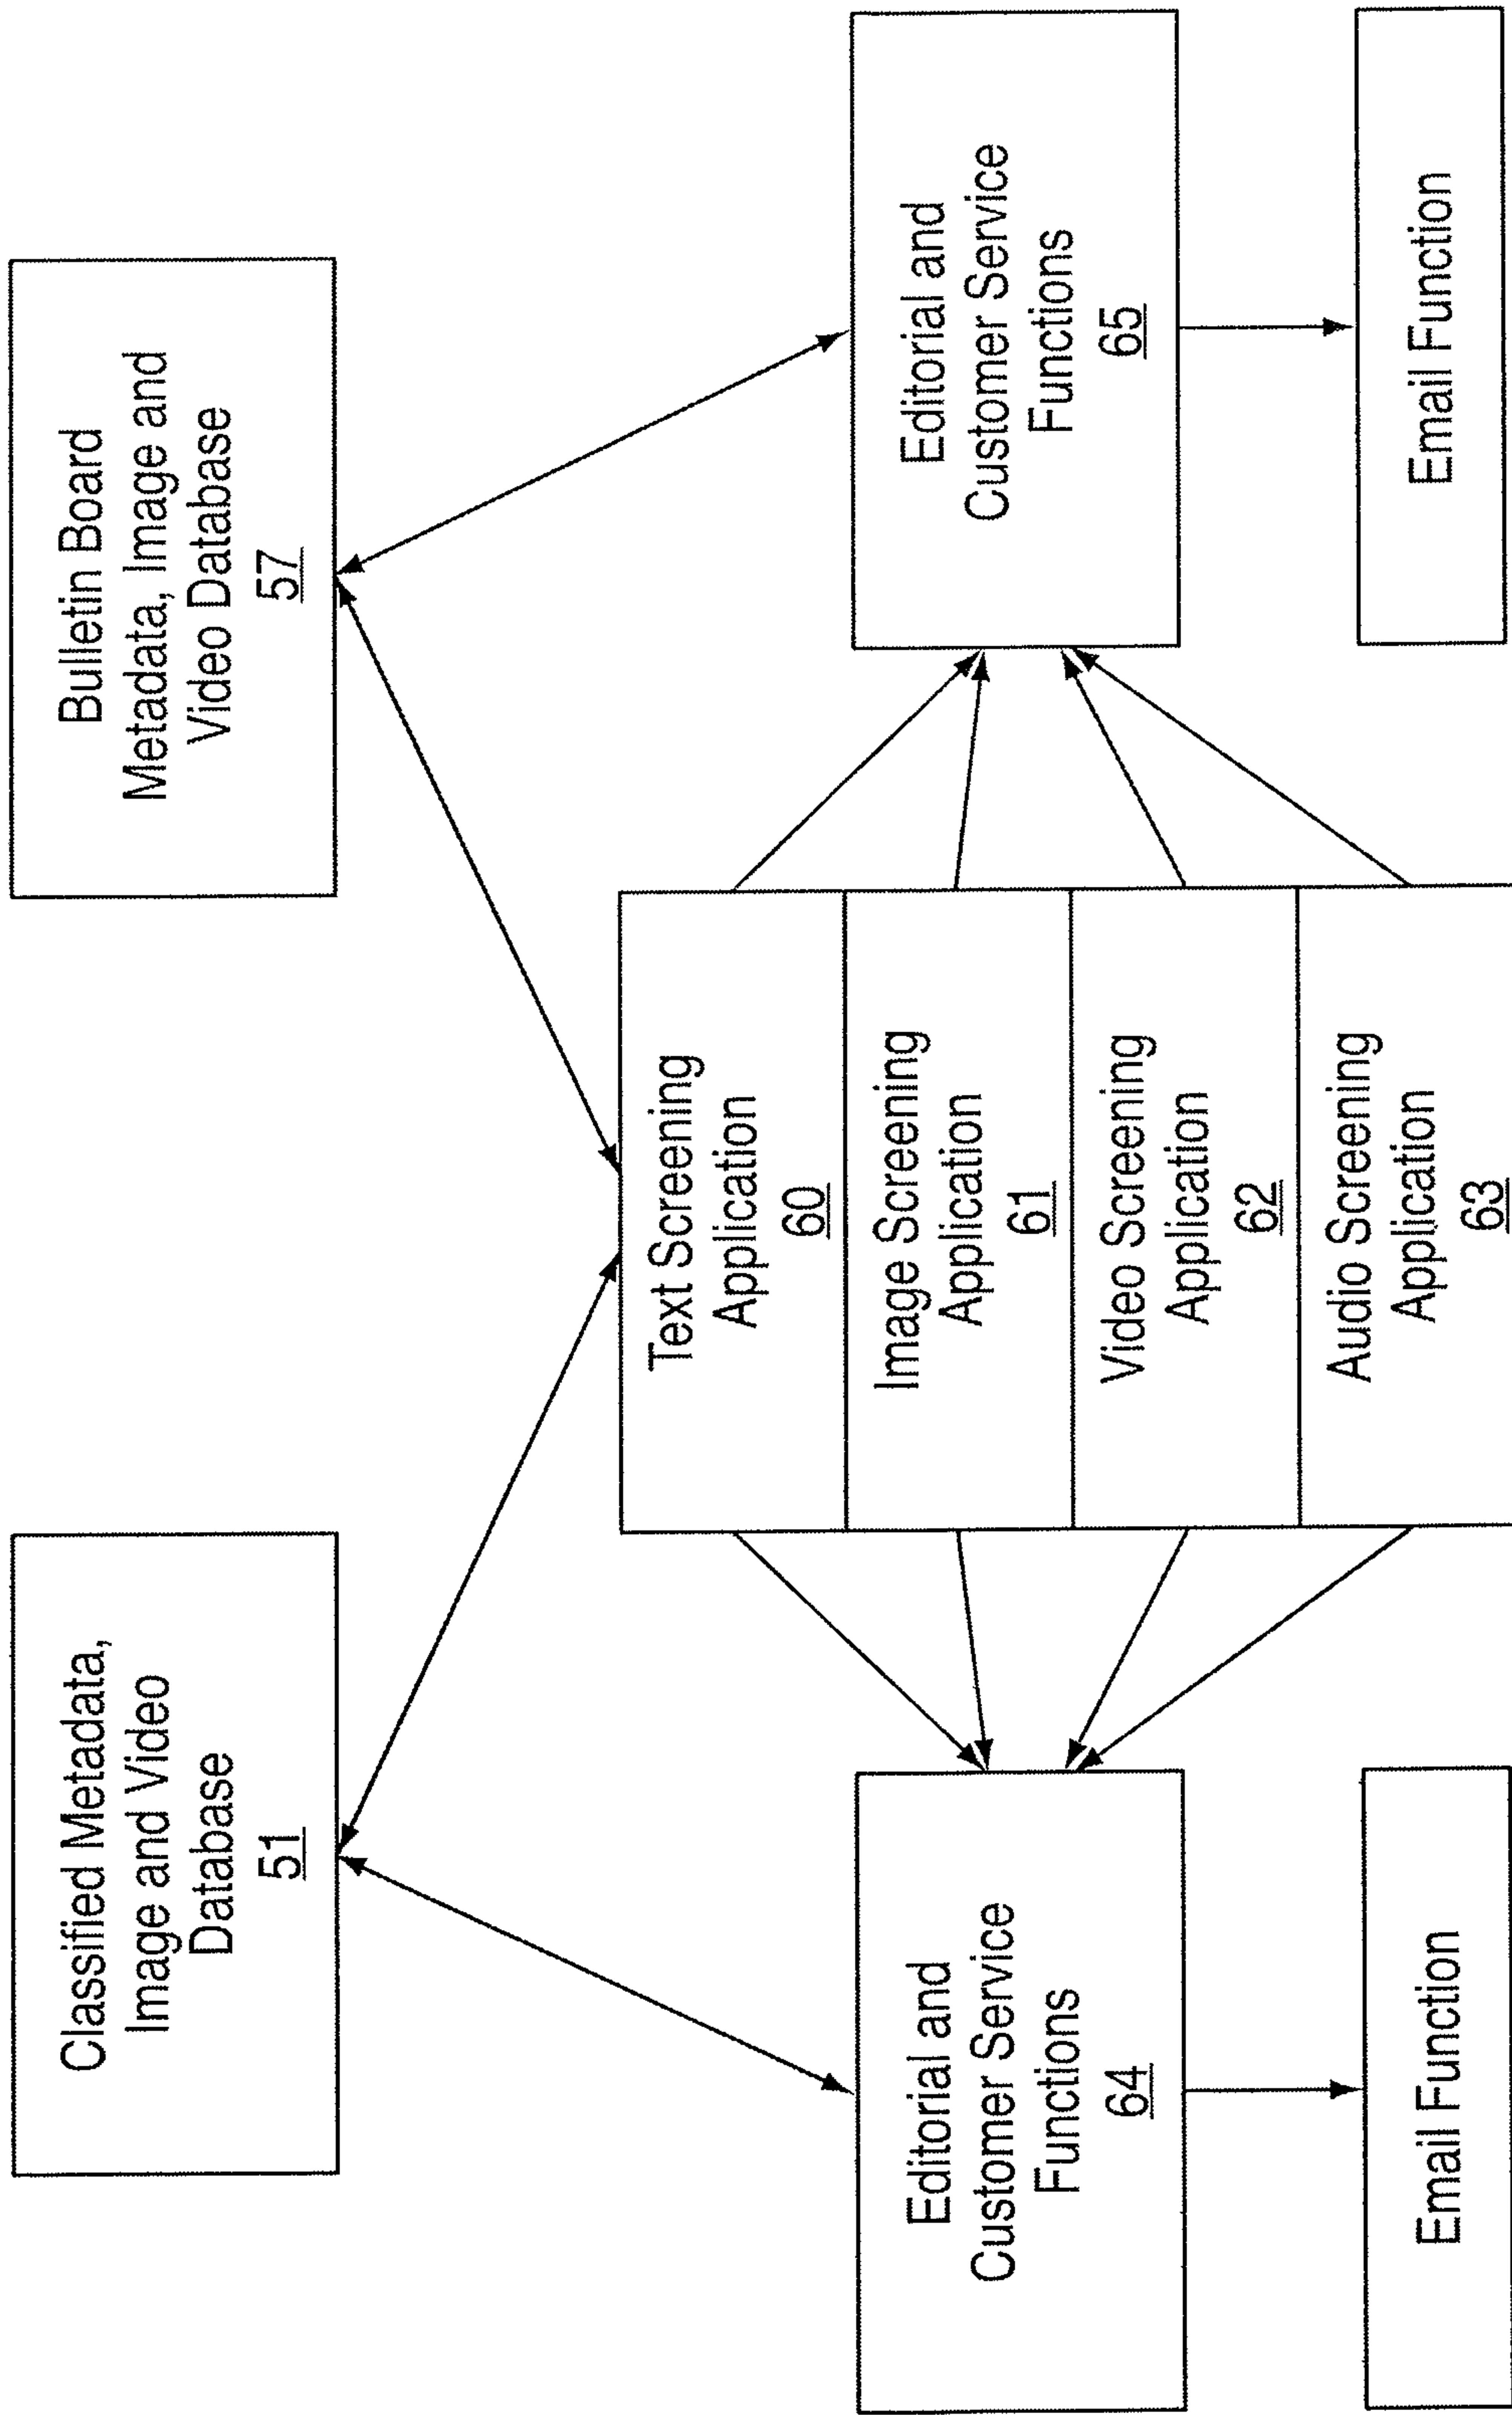 Classified Metadata,
Image and Video
Database
51
Bulletin Board
Metadata, Image and
Video Database
57
Text Screening
Application
60
Image Screening
Application
61
Video Screening
Application
62
Audio Screening
Application
63
Editorial and
Customer Service
Functions
64
Editorial and
Customer Service
Functions
65
Email Function
Email Function